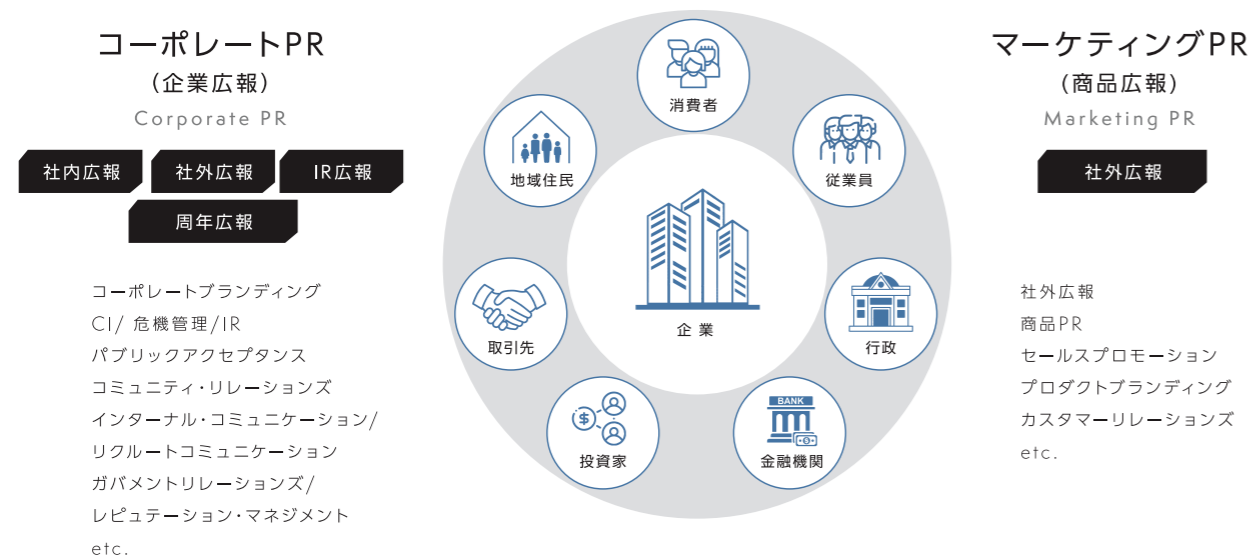 コーポレートPR
(企業広報)
Corporate PR
社内広報
社外広報
IR広報
周年広報
コーポレートブランディング
CI/ 危機管理/IR
パブリックアクセプタンス
コミュニティ・リレーションズ
インターナル・コミュニケーション/
リクルートコミュニケーション
ガバメントリレーションズ/
レピュテーション・マネジメント
etc.
消費者
従業員
行政
BANK
金融機関
投資家
取引先
地域住民
企業
マーケティングPR
(商品広報)
Marketing PR
社外広報
社外広報
商品PR
セールスプロモーション
プロダクトブランディング
カスタマーリレーションズ
etc.